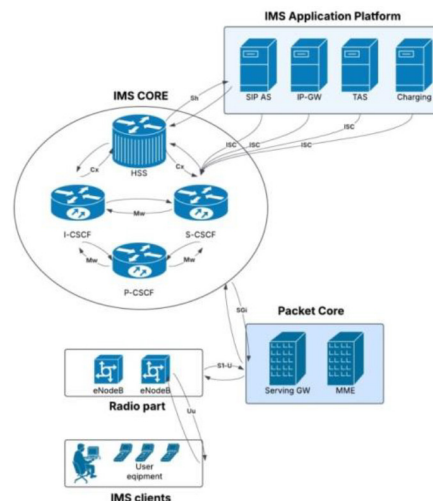 IMS Application Platform
SIP AS IP-GW TAS Charging
IMS CORE
Sh
HSS
ISC ISC ISC ISC
Cx Cx
Mw
I-CSCF S-CSCF
Mw Mw
P-CSCF
SGi
Packet Core
S1-U
eNodeB eNodeB
Serving GW MME
Radio part
Uu
User
eqipment
IMS clients